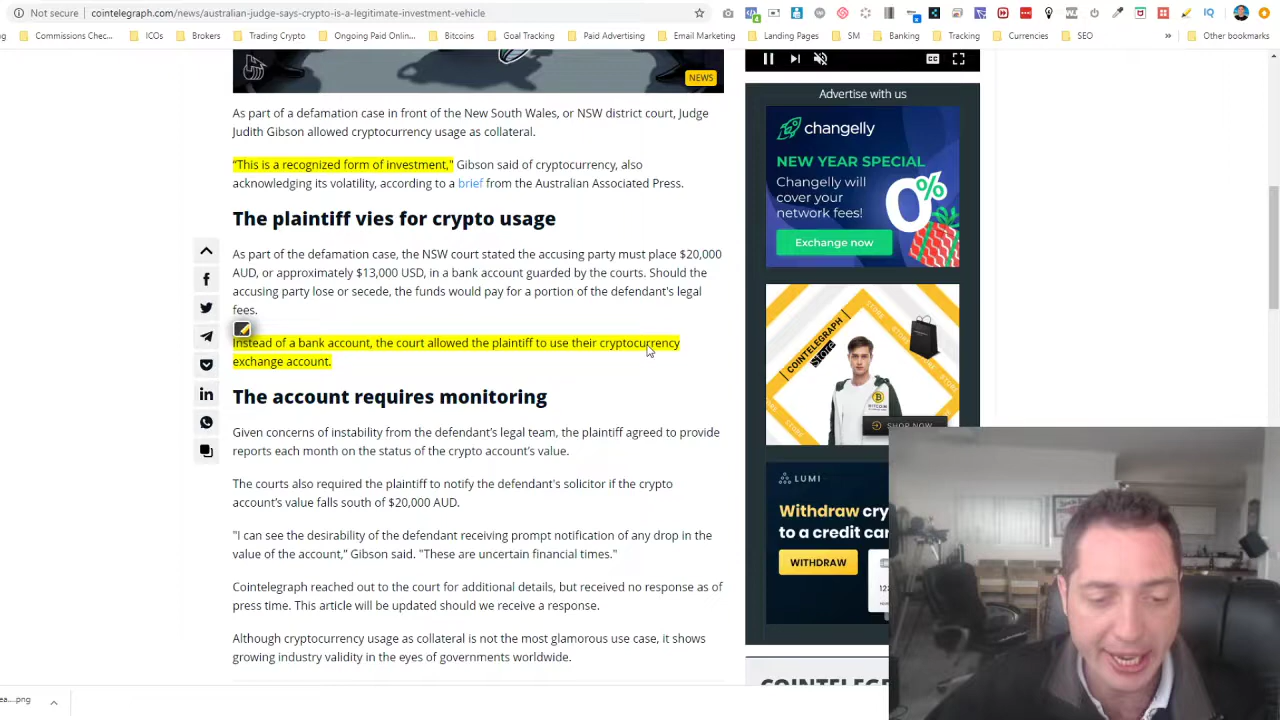 Not secure
cointelegraph.com/news/australian-judge-says-crypto-is-a-legitimate-investment-vehicle
Commissions Chec...
ICOs
Brokers
Trading Crypto
Ongoing Paid Onlin...
Bitcoins
Goal Tracking
Paid Advertising
Email Marketing
Landing Pages
SM
Banking
Tracking
Currencies
SEO
Other bookmarks
NEWS
As part of a defamation case in front of the New South Wales, or NSW district court, Judge
Judith Gibson allowed cryptocurrency usage as collateral.
"This is a recognized form of investment," Gibson said of cryptocurrency, also
acknowledging its volatility, according to a brief from the Australian Associated Press.
The plaintiff vies for crypto usage
As part of the defamation case, the NSW court stated the accusing party must place $20,000
AUD, or approximately $13,000 USD, in a bank account guarded by the courts. Should the
accusing party lose or secede, the funds would pay for a portion of the defendant's legal
fees.
Instead of a bank account, the court allowed the plaintiff to use their cryptocurrency
exchange account.
The account requires monitoring
Given concerns of instability from the defendant's legal team, the plaintiff agreed to provide
reports each month on the status of the crypto account's value.
The courts also required the plaintiff to notify the defendant's solicitor if the crypto
account's value falls south of $20,000 AUD.
"I can see the desirability of the defendant receiving prompt notification of any drop in the
value of the account," Gibson said. "These are uncertain financial times."
Cointelegraph reached out to the court for additional details, but received no response as of
press time. This article will be updated should we receive a response.
Although cryptocurrency usage as collateral is not the most glamorous use case, it shows
growing industry validity in the eyes of governments worldwide.
Advertise with us
changelly
NEW YEAR SPECIAL
Changelly will
cover your
network fees!
0%
Exchange now
COINTELEGRAPH
Store
STORE
BITCOIN
SHOP NOW
LUMI
Withdraw cry
to a credit car
WITHDRAW
COINTELEGR
ea....png